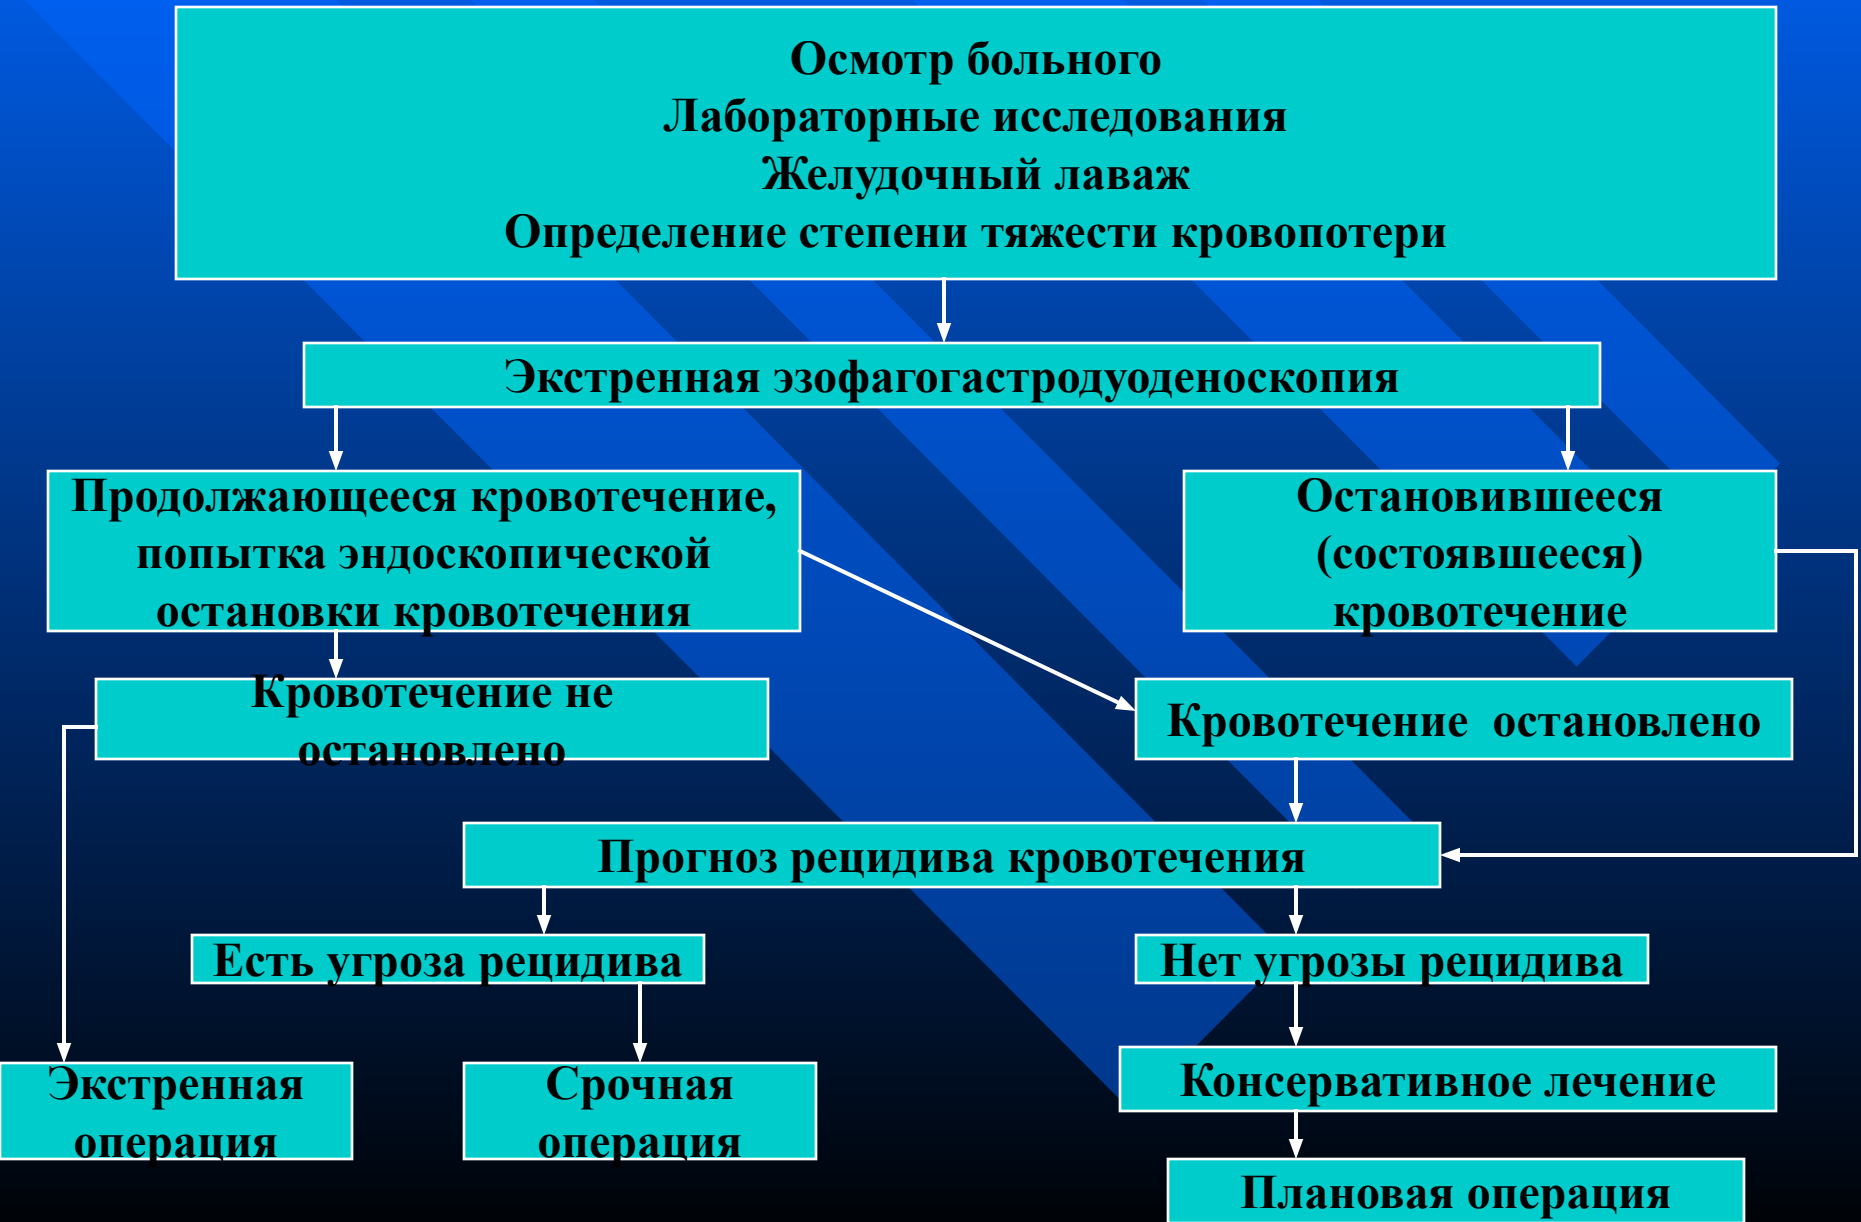 Осмотр больного
Лабораторные исследования
Желудочный лаваж
Определение степени тяжести кровопотери
Экстренная эзофагогастродуоденоскопия
Продолжающееся кровотечение,
попытка эндоскопической
остановки кровотечения
Остановившееся
(состоявшееся)
кровотечение
Кровотечение не
остановлено
Кровотечение остановлено
Прогноз рецидива кровотечения
Есть угроза рецидива
Нет угрозы рецидива
Экстренная
операция
Срочная
операция
Консервативное лечение
Плановая операция